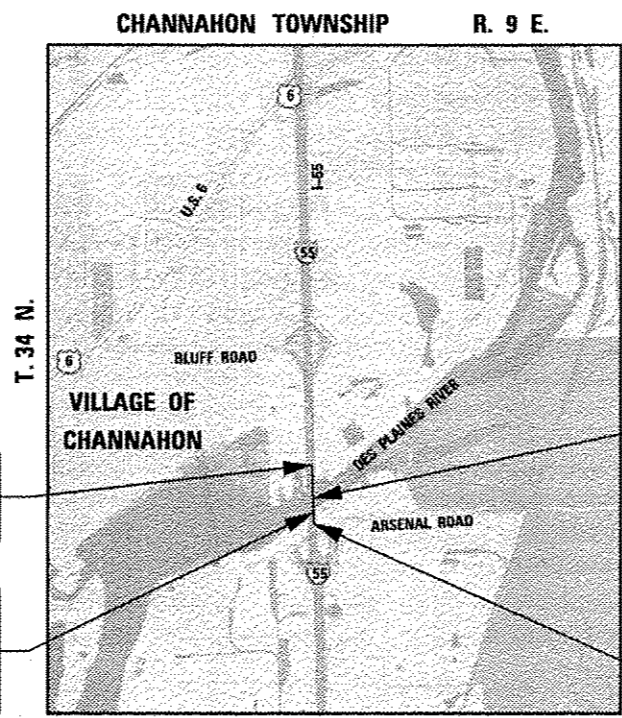 CHANNAHON TOWNSHIP R. 9 E.
6
U.S. 6
I-55
55
T. 34 N.
BLUFF ROAD
6
VILLAGE OF
CHANNAHON
DES PLAINES RIVER
ARSENAL ROAD
55